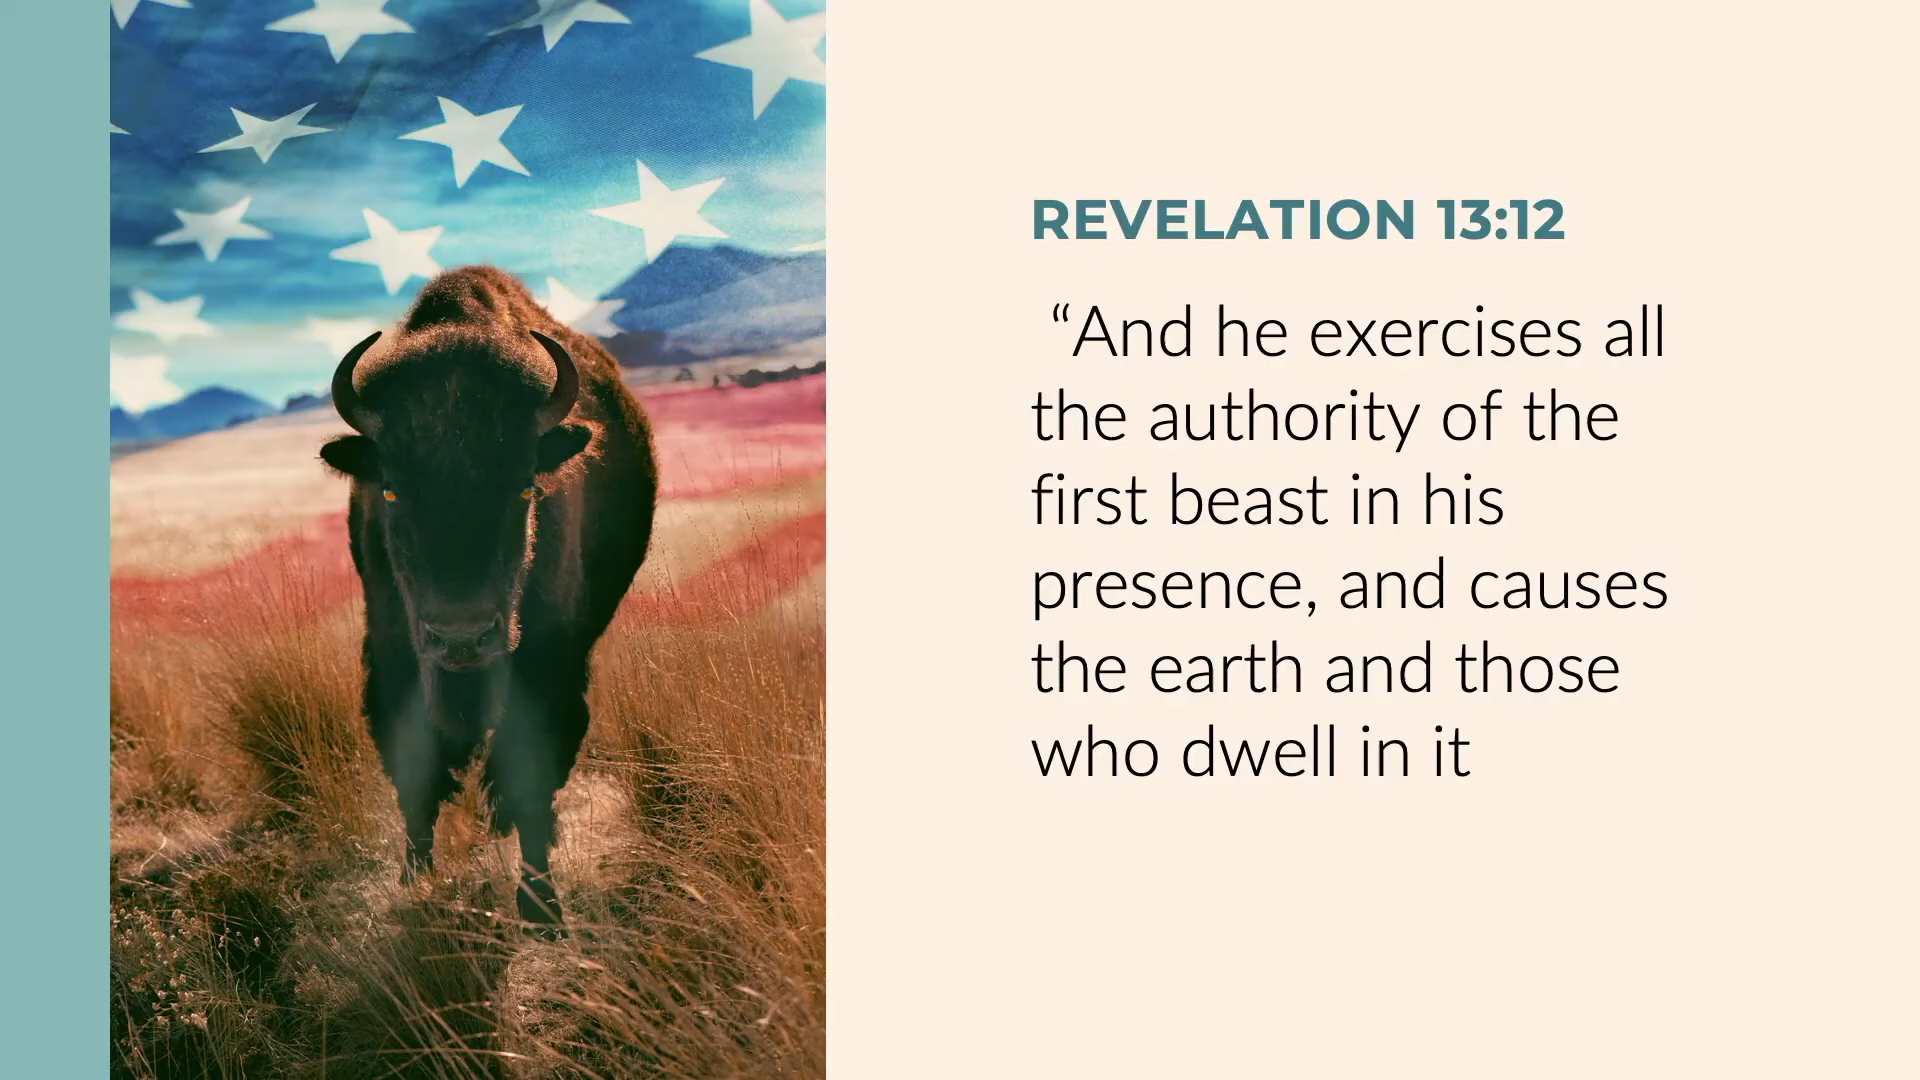 REVELATION 13:12
“And he exercises all
the authority of the
first beast in his
presence, and causes
the earth and those
who dwell in it